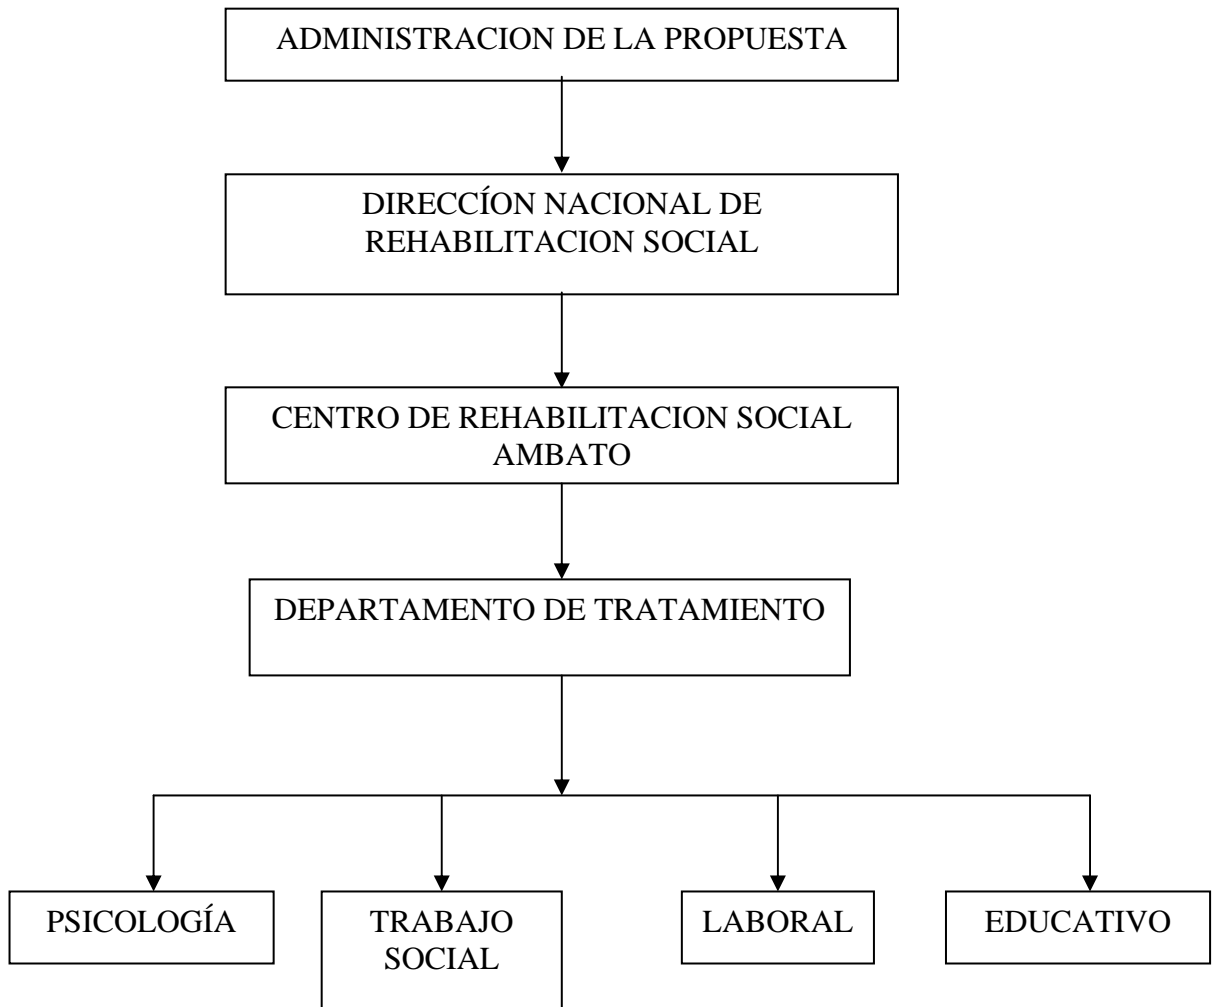 ADMINISTRACION DE LA PROPUESTA
DIRECCÍON NACIONAL DE
REHABILITACION SOCIAL
CENTRO DE REHABILITACION SOCIAL
AMBATO
DEPARTAMENTO DE TRATAMIENTO
PSICOLOGÍA
TRABAJO
SOCIAL
LABORAL
EDUCATIVO